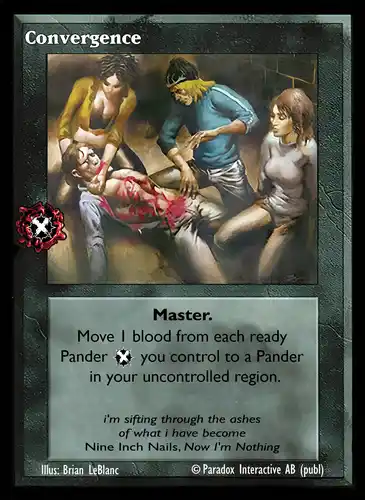 Convergence
Master.
Move 1 blood from each ready
Pander you control to a Pander
in your uncontrolled region.
i'm sifting through the ashes
of what i have become
Nine Inch Nails, Now I'm Nothing
Illus: Brian LeBlanc
© Paradox Interactive AB (publ)